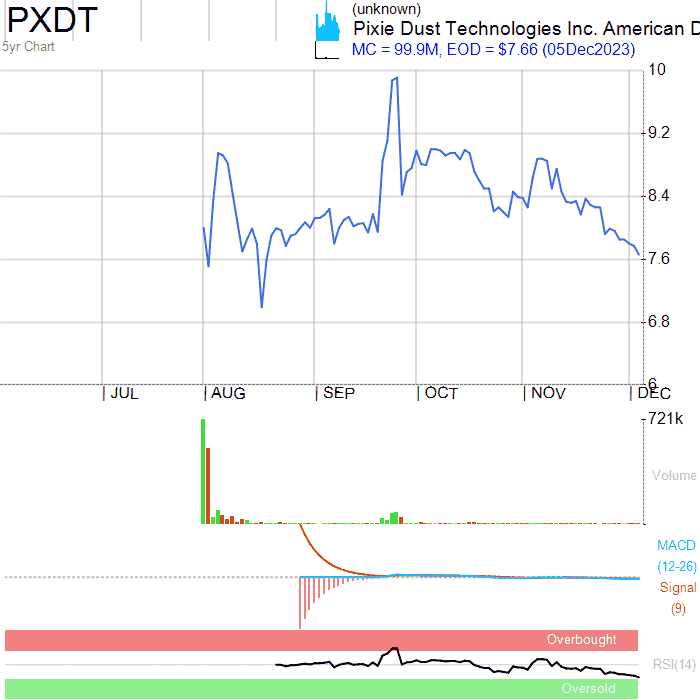 PXDT
5yr Chart
(unknown)
Pixie Dust Technologies Inc. American D
MC = 99.9M, EOD = $7.66 (05Dec2023)
10
9.2
8.4
7.6
6.8
6
JUL AUG SEP OCT NOV DEC
721k
Volume
MACD
(12-26)
Signal
(9)
Overbought
RSI(14)
Oversold